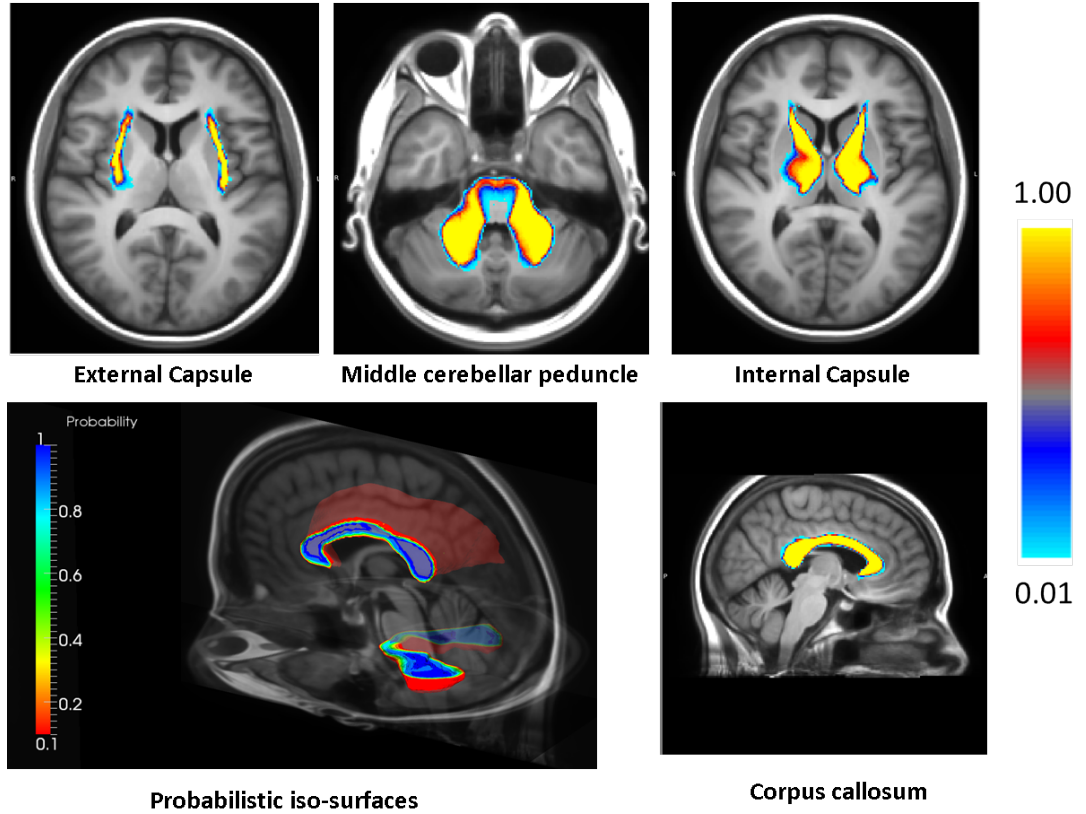 R
L
R
R
L
External Capsule
Middle cerebellar peduncle
Internal Capsule
1.00
0.01
Probability
1
0.8
0.6
0.4
0.2
0.1
P
A
Probabilistic iso-surfaces
Corpus callosum